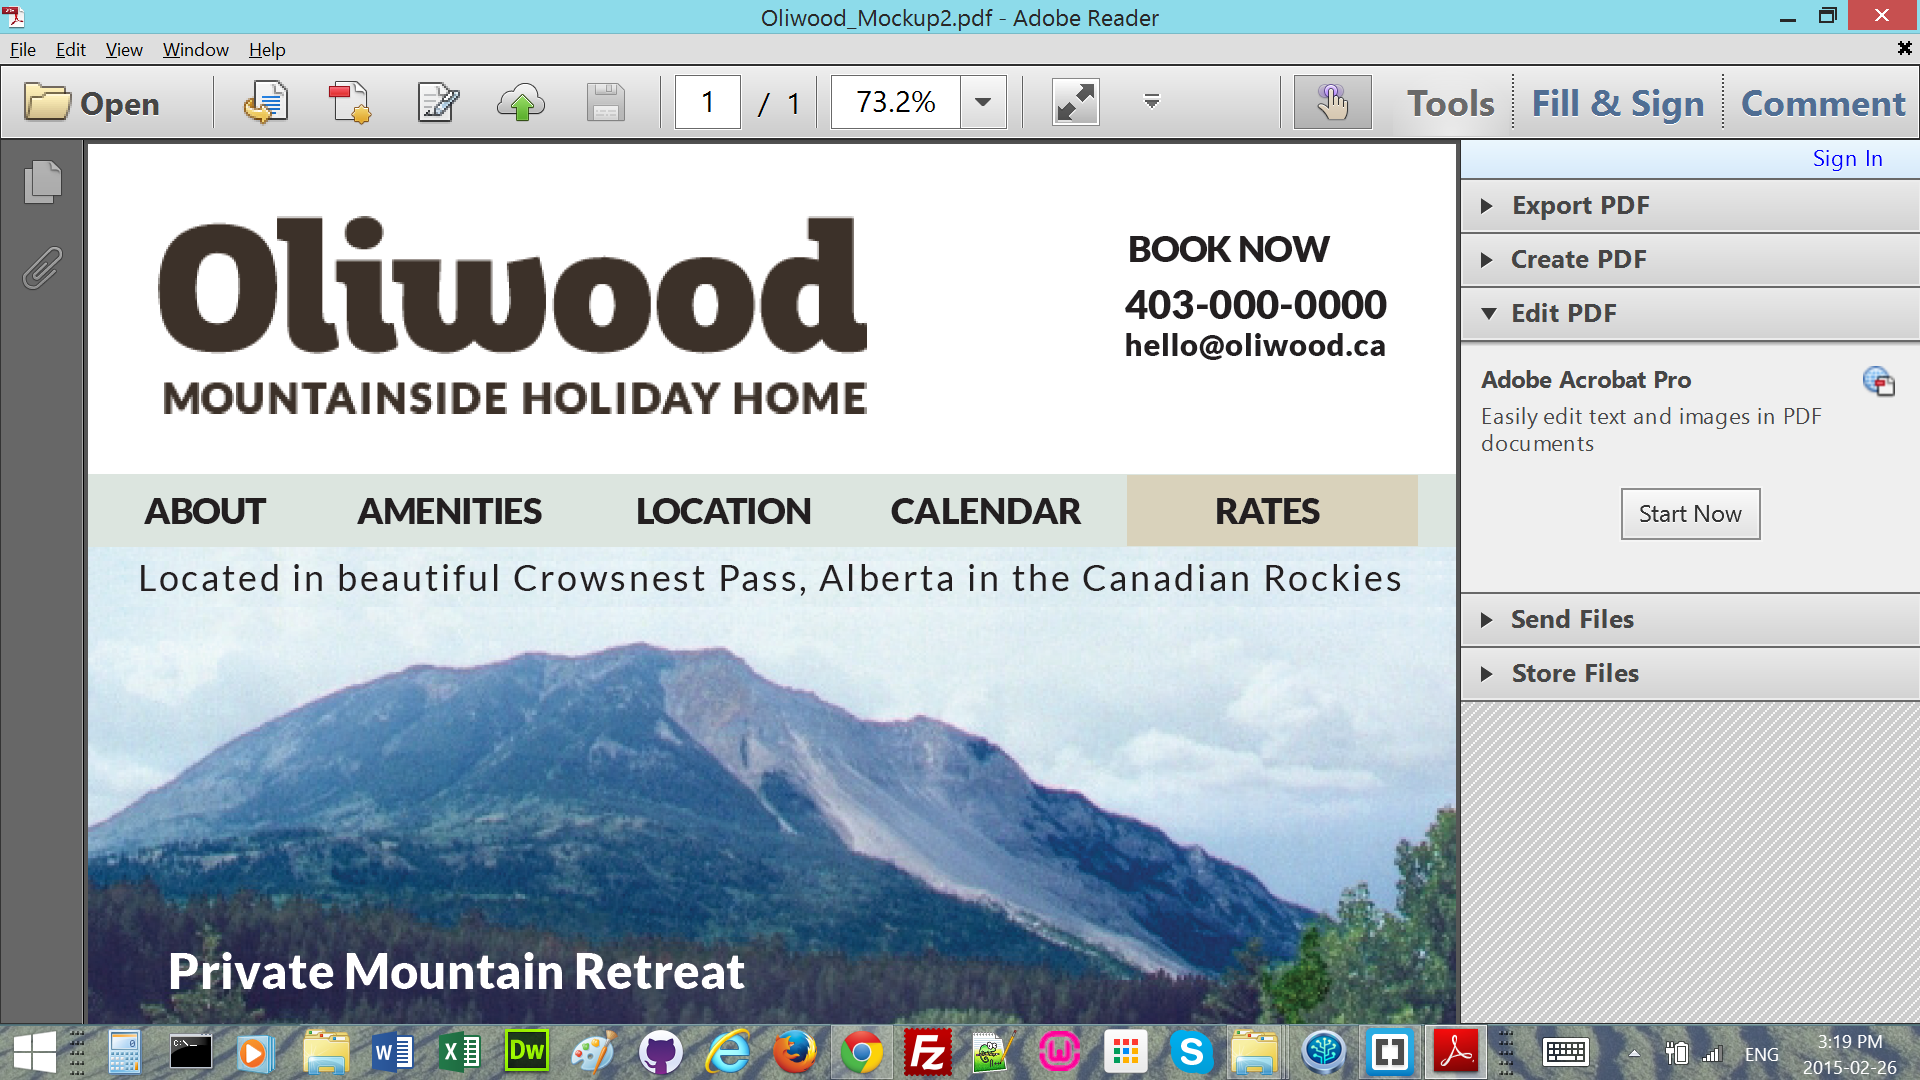 Oliwood_Mockup2.pdf - Adobe Reader
File Edit View Window Help
Open 1 / 1 73.2% Tools Fill & Sign Comment
Sign In
Export PDF
Create PDF
Edit PDF
Adobe Acrobat Pro
Easily edit text and images in PDF
documents
Start Now
Send Files
Store Files
Oliwood
MOUNTAINSIDE HOLIDAY HOME
BOOK NOW
403-000-0000
hello@oliwood.ca
ABOUT AMENITIES LOCATION CALENDAR RATES
Located in beautiful Crowsnest Pass, Alberta in the Canadian Rockies
Private Mountain Retreat
Dw
ENG
3:19 PM
2015-02-26